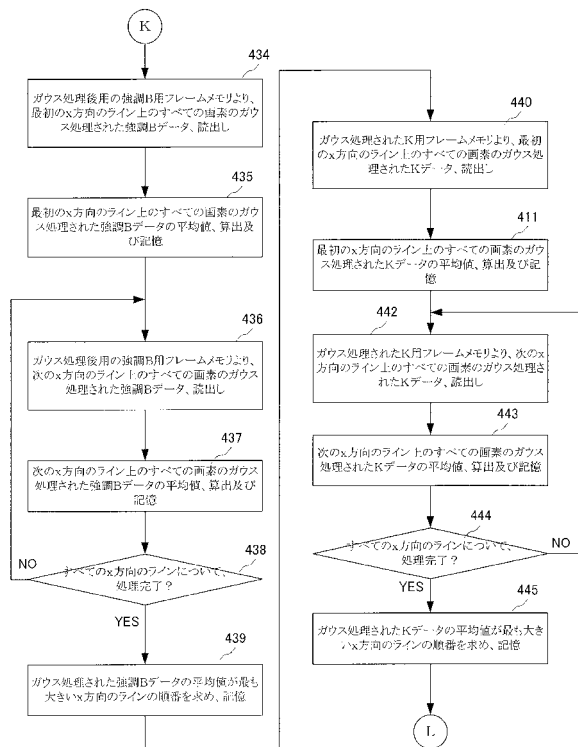 K
434
ガウス処理後用の強調B用フレームメモリより、
最初のx方向のライン上のすべての画素のガ
ウス処理された強調Bデータ、読出し
435
最初のx方向のライン上のすべての画素のガウス
処理された強調Bデータの平均値、算出及
び記憶
436
ガウス処理後用の強調B用フレームメモリより、
次のx方向のライン上のすべての画素のガウス
処理された強調Bデータ、読出し
437
次のx方向のライン上のすべての画素のガウス
処理された強調Bデータの平均値、算出及び
記憶
438
NO
すべてのx方向のラインについて、
処理完了?
YES
439
ガウス処理された強調Bデータの平均値が最も
大きいx方向のラインの順番を求め、記憶
440
ガウス処理されたK用フレームメモリより、最初
のx方向のライン上のすべての画素のガウス処
理されたKデータ、読出し
411
最初のx方向のライン上のすべての画素のガウ
ス処理されたKデータの平均値、算出及び記
憶
442
ガウス処理されたK用フレームメモリより、次のx
方向のライン上のすべての画素のガウス処理さ
れたKデータ、読出し
443
次のx方向のライン上のすべての画素のガウス
処理されたKデータの平均値、算出及び記憶
444
すべてのx方向のラインについて、
処理完了?
NO
YES
445
ガウス処理されたKデータの平均値が最も大き
いx方向のラインの順番を求め、記憶
L